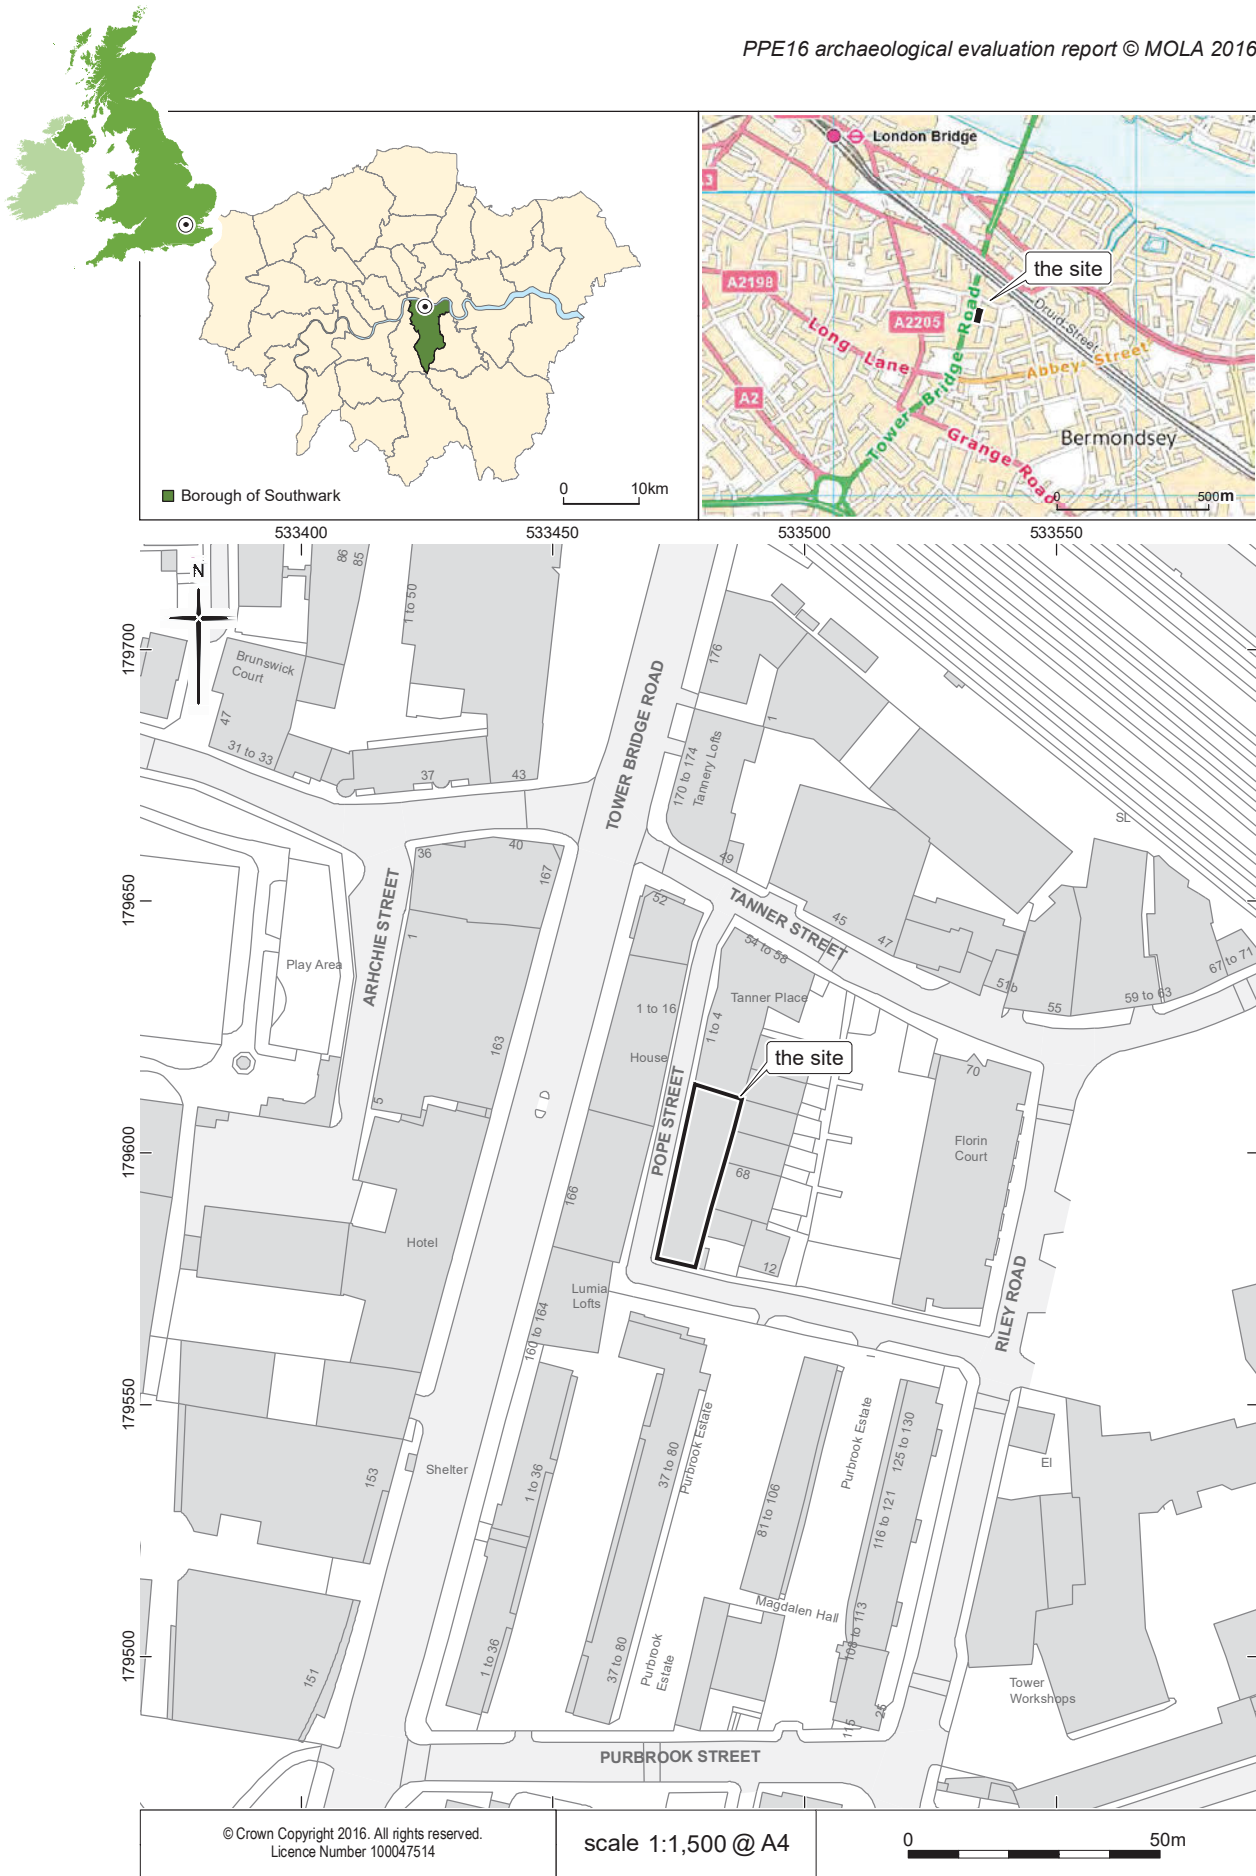 PPE16 archaeological evaluation report © MOLA 2016
Borough of Southwark
0 10km
London Bridge
A3
the site
A2198
A2205
Long Lane
Druid Street
Abbey Street
A2
Tower Bridge Road
Grange Road
Bermondsey
0 500m
533400 533450 533500 533550
N
179700
179650
179600
179550
179500
86
85
1 to 50
Brunswick
Court
47
31 to 33
37
43
TOWER BRIDGE ROAD
176
1
170 to 174
Tannery Lofts
49
SL
36
40
167
ARHCHIE STREET
1
Play Area
163
5
52
TANNER STREET
45
47
54 to 58
Tanner Place
1 to 4
51b
55
59 to 63
67 to 71
1 to 16
House
the site
POPE STREET
70
Florin
Court
68
166
12
Hotel
Lumia
Lofts
160 to 164
RILEY ROAD
Shelter
153
1 to 36
37 to 80
Purbrook Estate
81 to 106
Purbrook Estate
125 to 130
116 to 121
El
Magdalen Hall
108 to 113
151
1 to 36
37 to 80
Purbrook
Estate
115
25
Tower
Workshops
PURBROOK STREET
© Crown Copyright 2016. All rights reserved.
Licence Number 100047514
scale 1:1,500 @ A4
0 50m